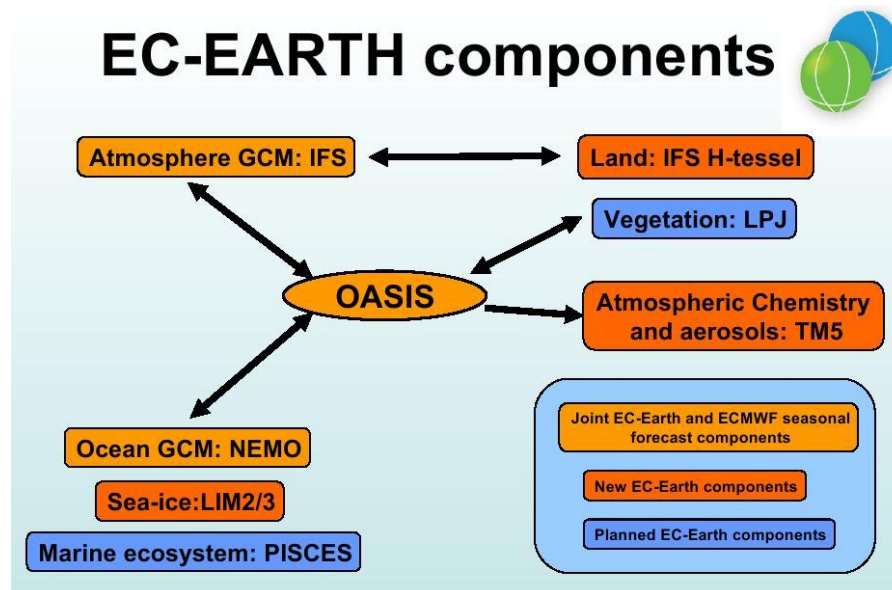 EC-EARTH components
Atmosphere GCM: IFS
Land: IFS H-tessel
Vegetation: LPJ
OASIS
Atmospheric Chemistry
and aerosols: TM5
Ocean GCM: NEMO
Sea-ice:LIM2/3
Marine ecosystem: PISCES
Joint EC-Earth and ECMWF seasonal
forecast components
New EC-Earth components
Planned EC-Earth components